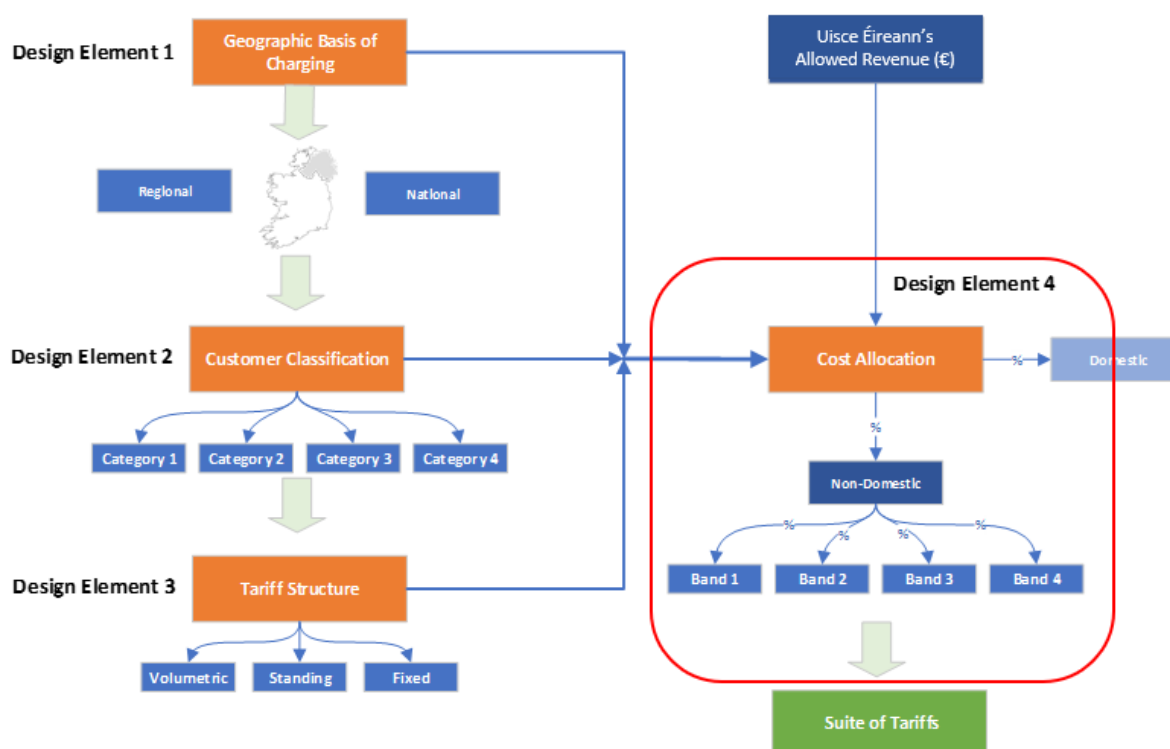 Design Element 1
Geographic Basis of
Charging
Regional
National
Design Element 2
Customer Classification
Category 1
Category 2
Category 3
Category 4
Design Element 3
Tariff Structure
Volumetric
Standing
Fixed
Uisce Éireann's
Allowed Revenue (€)
Design Element 4
Cost Allocation
%
Domestic
%
Non-Domestic
%
%
%
%
Band 1
Band 2
Band 3
Band 4
Suite of Tariffs